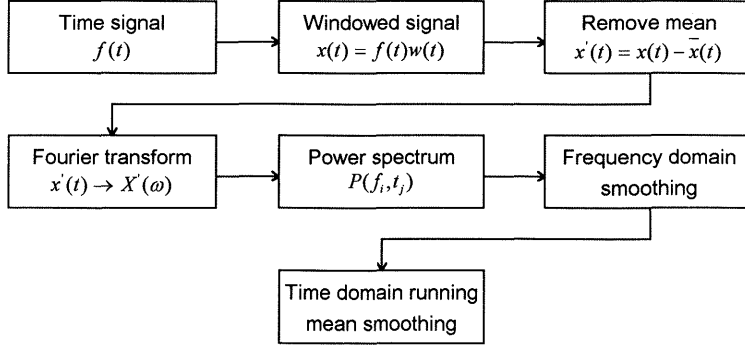 Time signal
f(t)
Windowed signal
x(t) = f(t)w(t)
Remove mean
x'(t) = x(t) − x̅(t)
Fourier transform
x'(t) → X'(ω)
Power spectrum
P(fᵢ,tⱼ)
Frequency domain
smoothing
Time domain running
mean smoothing